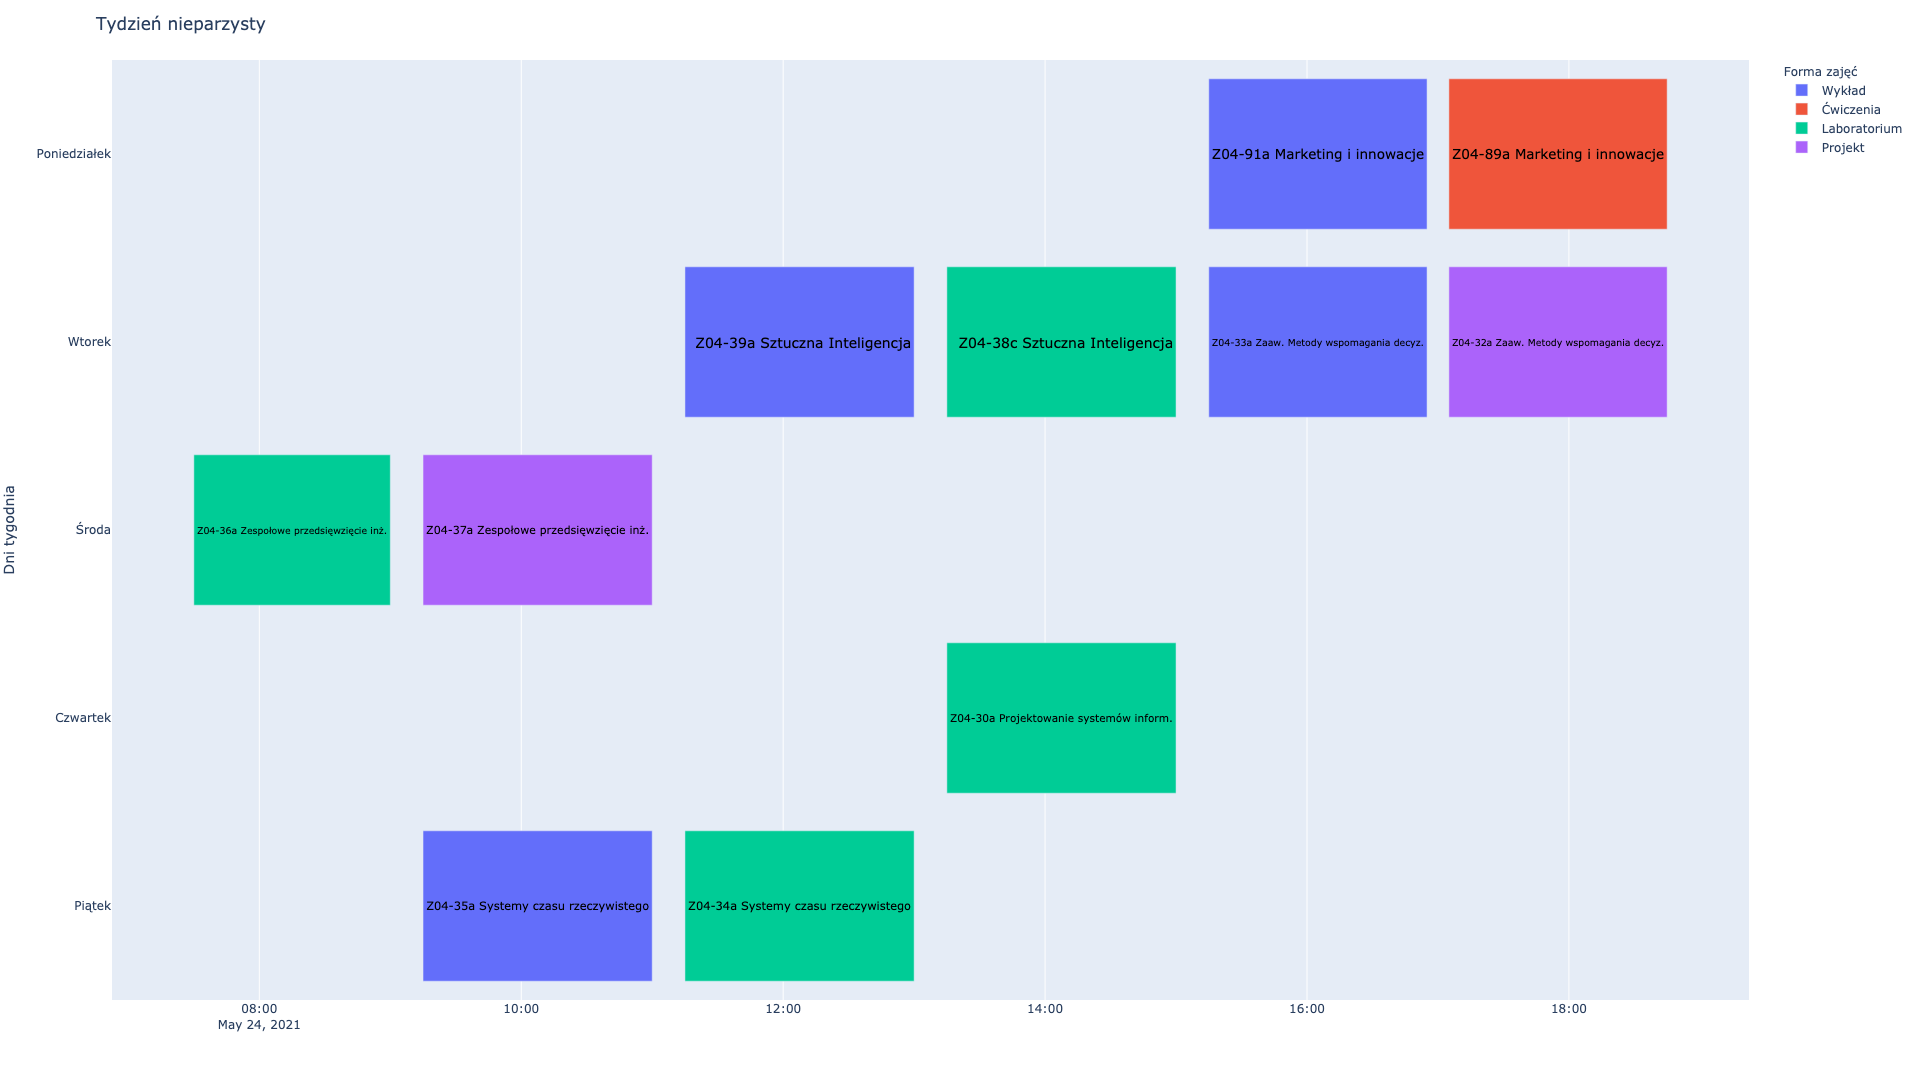 Tydzień nieparzysty
Forma zajęć
Wykład
Ćwiczenia
Laboratorium
Projekt
Dni tygodnia
Poniedziałek
Z04-91a Marketing i innowacje
Z04-89a Marketing i innowacje
Wtorek
Z04-39a Sztuczna Inteligencja
Z04-38c Sztuczna Inteligencja
Z04-33a Zaaw. Metody wspomagania decyz.
Z04-32a Zaaw. Metody wspomagania decyz.
Środa
Z04-36a Zespołowe przedsięwzięcie inż.
Z04-37a Zespołowe przedsięwzięcie inż.
Czwartek
Z04-30a Projektowanie systemów inform.
Piątek
Z04-35a Systemy czasu rzeczywistego
Z04-34a Systemy czasu rzeczywistego
08:00
10:00
12:00
14:00
16:00
18:00
May 24, 2021